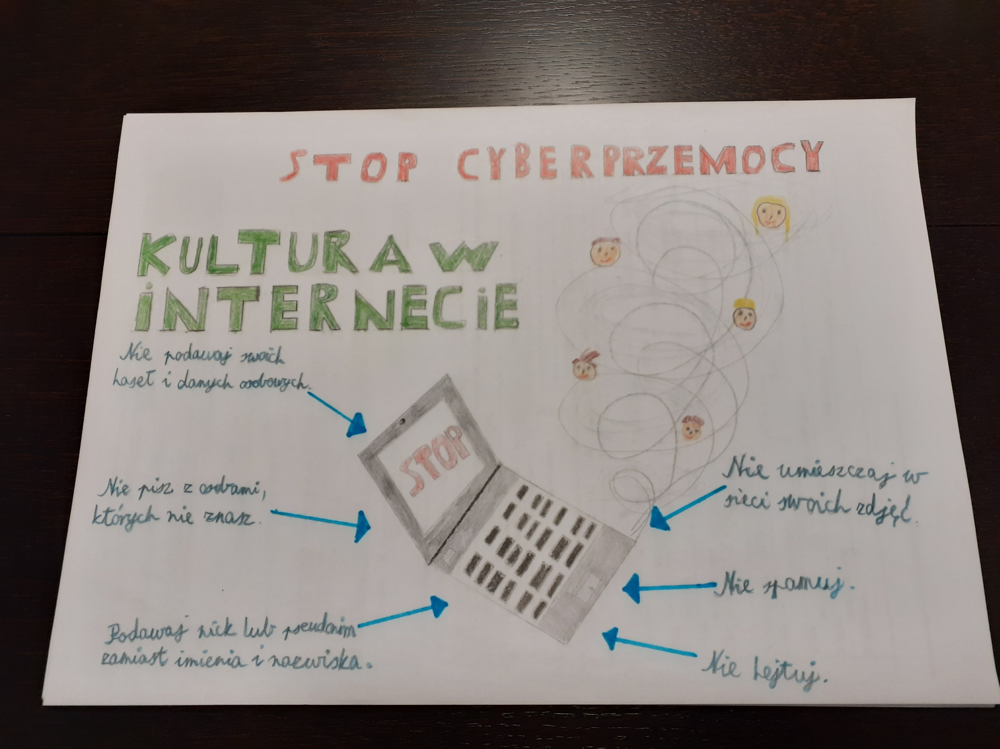 STOP CYBERPRZEMOCY
KULTURA W
iNTERNECiE
Nie podawaj swoich
haseł i danych osobowych.
STOP
Nie pisz z osobami,
których nie znasz.
Podawaj nick lub pseudonim
zamiast imienia i nazwiska.
Nie umieszczaj w
sieci swoich zdjęć.
Nie spamuj.
Nie hejtuj.